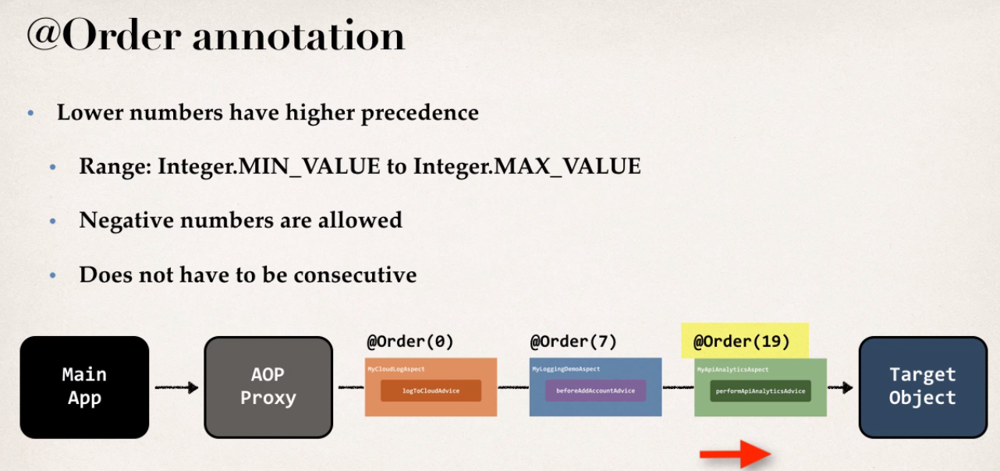 @Order annotation
• Lower numbers have higher precedence
• Range: Integer.MIN_VALUE to Integer.MAX_VALUE
• Negative numbers are allowed
• Does not have to be consecutive
@Order(0)
@Order(7)
@Order(19)
Main
App
AOP
Proxy
MyCloudLogAspect
logToCloudAdvice
MyLoggingDemoAspect
beforeAddAccountAdvice
MyApiAnalyticsAspect
performApiAnalyticsAdvice
Target
Object